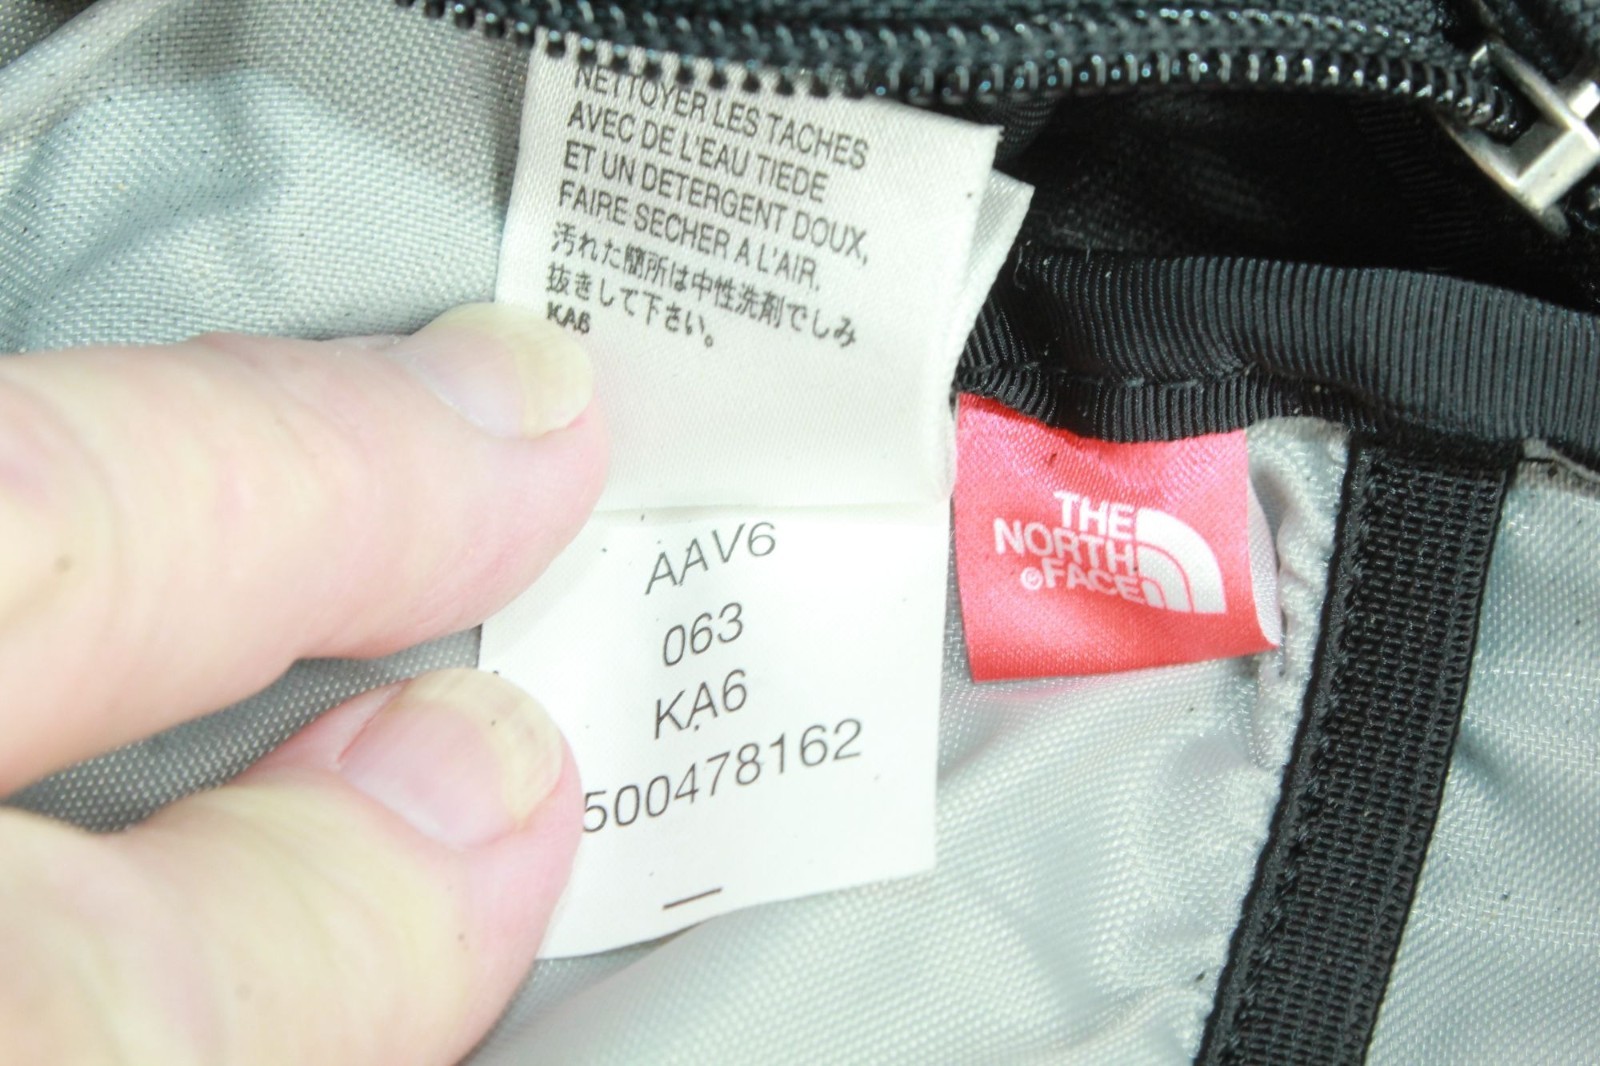 NETTOYER LES TACHES
AVEC DE L'EAU TIEDE
ET UN DETERGENT DOUX,
FAIRE SECHER A L'AIR.
汚れた箇所は中性洗剤でしみ
抜きして下さい。
KA6
AAV6
063
KA6
500478162
THE
NORTH
FACE